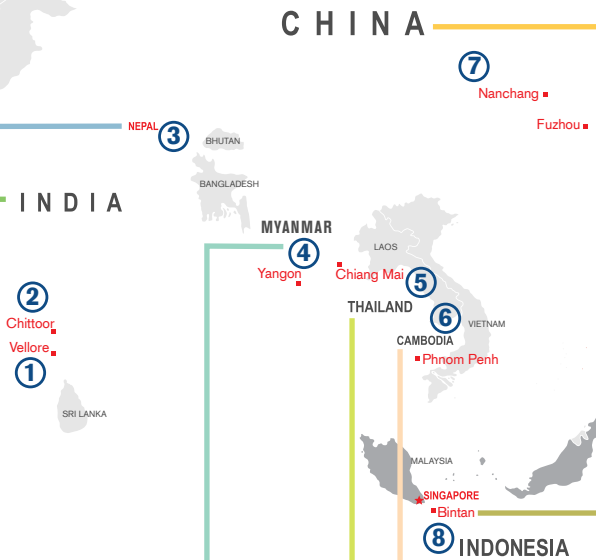 CHINA
7
Nanchang
Fuzhou
NEPAL 3
BHUTAN
BANGLADESH
INDIA
MYANMAR
4
LAOS
Yangon
Chiang Mai 5
2
THAILAND
6
Chittoor
VIETNAM
CAMBODIA
Vellore
Phnom Penh
1
SRI LANKA
MALAYSIA
SINGAPORE
Bintan
8 INDONESIA